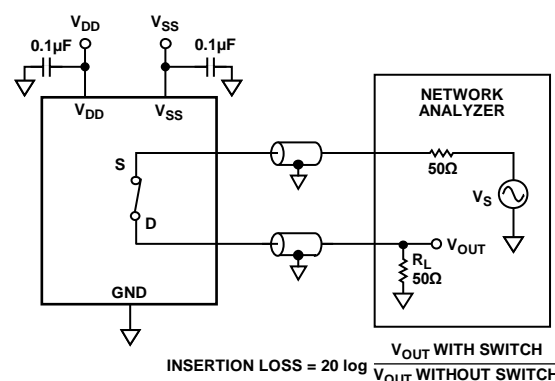 V_DD
V_SS
0.1µF
0.1µF
V_DD
V_SS
NETWORK
ANALYZER
S
50Ω
V_S
D
V_OUT
R_L
50Ω
GND
INSERTION LOSS = 20 log
V_OUT WITH SWITCH
V_OUT WITHOUT SWITCH